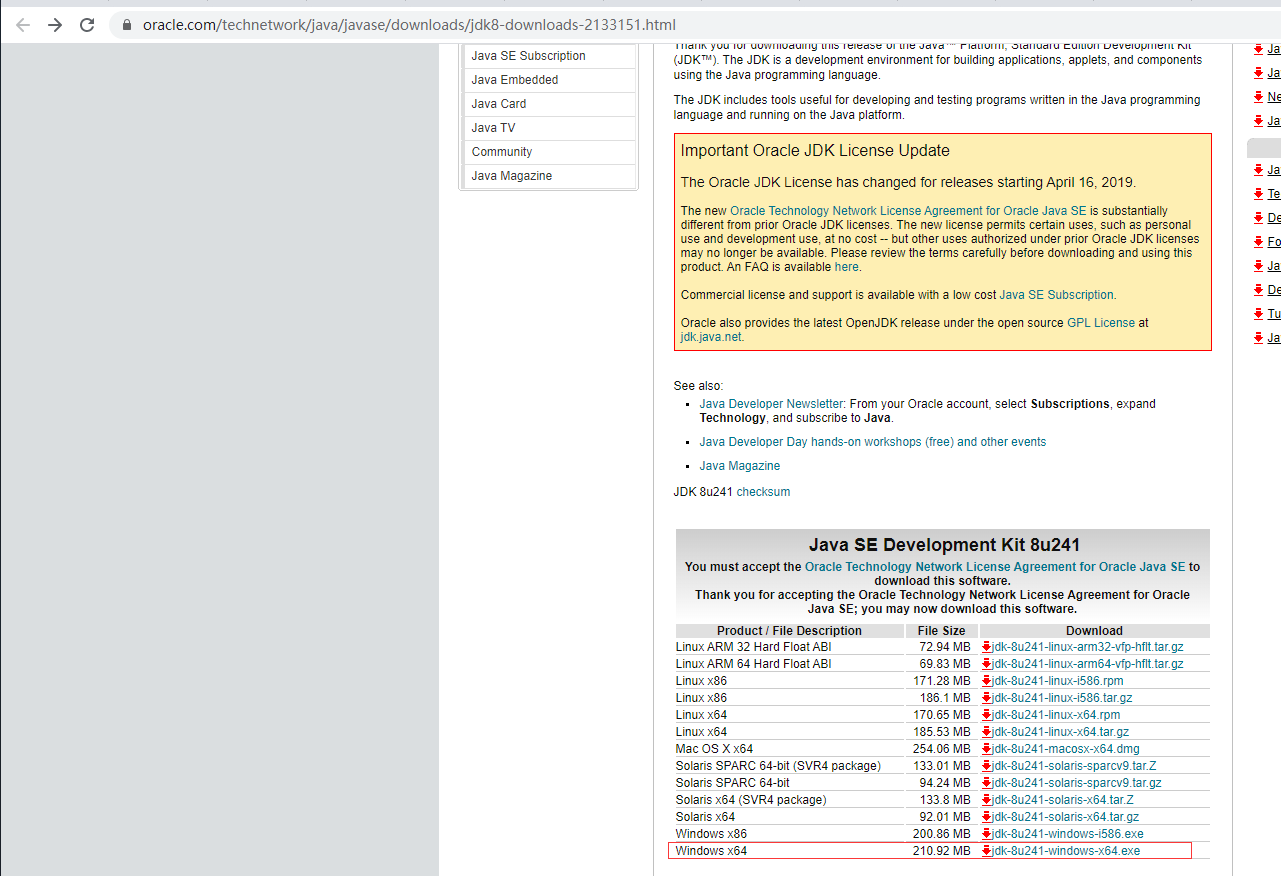 oracle.com/technetwork/java/javase/downloads/jdk8-downloads-2133151.html
Java SE Subscription
Java Embedded
Java Card
Java TV
Community
Java Magazine
Thank you for downloading this release of the Java™ Platform, Standard Edition Development Kit
(JDK™). The JDK is a development environment for building applications, applets, and components
using the Java programming language.
The JDK includes tools useful for developing and testing programs written in the Java programming
language and running on the Java platform.
Important Oracle JDK License Update
The Oracle JDK License has changed for releases starting April 16, 2019.
The new Oracle Technology Network License Agreement for Oracle Java SE is substantially
different from prior Oracle JDK licenses. The new license permits certain uses, such as personal
use and development use, at no cost -- but other uses authorized under prior Oracle JDK licenses
may no longer be available. Please review the terms carefully before downloading and using this
product. An FAQ is available here.
Commercial license and support is available with a low cost Java SE Subscription.
Oracle also provides the latest OpenJDK release under the open source GPL License at
jdk.java.net.
See also:
▪ Java Developer Newsletter: From your Oracle account, select Subscriptions, expand
Technology, and subscribe to Java.
▪ Java Developer Day hands-on workshops (free) and other events
▪ Java Magazine
JDK 8u241 checksum
Java SE Development Kit 8u241
You must accept the Oracle Technology Network License Agreement for Oracle Java SE to
download this software.
Thank you for accepting the Oracle Technology Network License Agreement for Oracle
Java SE; you may now download this software.
Product / File Description File Size Download
Linux ARM 32 Hard Float ABI 72.94 MB jdk-8u241-linux-arm32-vfp-hflt.tar.gz
Linux ARM 64 Hard Float ABI 69.83 MB jdk-8u241-linux-arm64-vfp-hflt.tar.gz
Linux x86 171.28 MB jdk-8u241-linux-i586.rpm
Linux x86 186.1 MB jdk-8u241-linux-i586.tar.gz
Linux x64 170.65 MB jdk-8u241-linux-x64.rpm
Linux x64 185.53 MB jdk-8u241-linux-x64.tar.gz
Mac OS X x64 254.06 MB jdk-8u241-macosx-x64.dmg
Solaris SPARC 64-bit (SVR4 package) 133.01 MB jdk-8u241-solaris-sparcv9.tar.Z
Solaris SPARC 64-bit 94.24 MB jdk-8u241-solaris-sparcv9.tar.gz
Solaris x64 (SVR4 package) 133.8 MB jdk-8u241-solaris-x64.tar.Z
Solaris x64 92.01 MB jdk-8u241-solaris-x64.tar.gz
Windows x86 200.86 MB jdk-8u241-windows-i586.exe
Windows x64 210.92 MB jdk-8u241-windows-x64.exe
Ja
Ja
Ne
Ja
Ja
Te
De
Fo
Ja
De
Tu
Ja